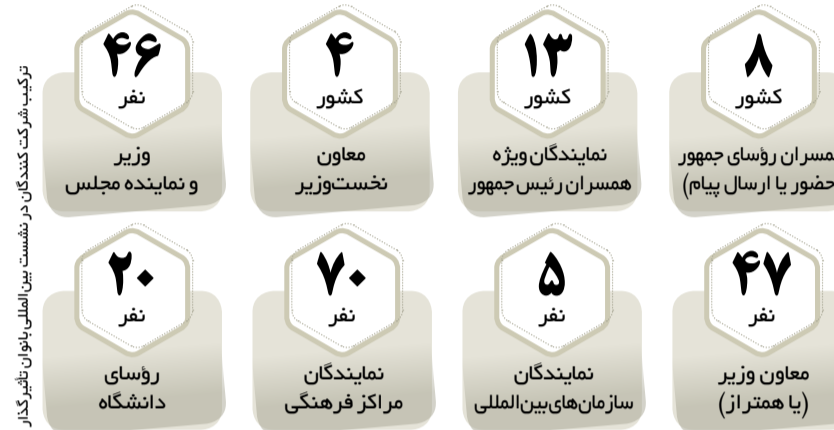 ترکیب شرکت کنندگان در نشست بین المللی بانوان تأثیرگذار
۸
کشور
همسران رؤسای جمهور
(حضور یا ارسال پیام)
۱۳
کشور
نمایندگان ویژه
همسران رئیس جمهور
۴
کشور
معاون
نخست‌وزیر
۴۶
نفر
وزیر
و نماینده مجلس
۴۷
نفر
معاون وزیر
(یا همتراز)
۵
نفر
نمایندگان
سازمان‌های بین‌المللی
۷۰
نفر
نمایندگان
مراکز فرهنگی
۲۰
نفر
رؤسای
دانشگاه